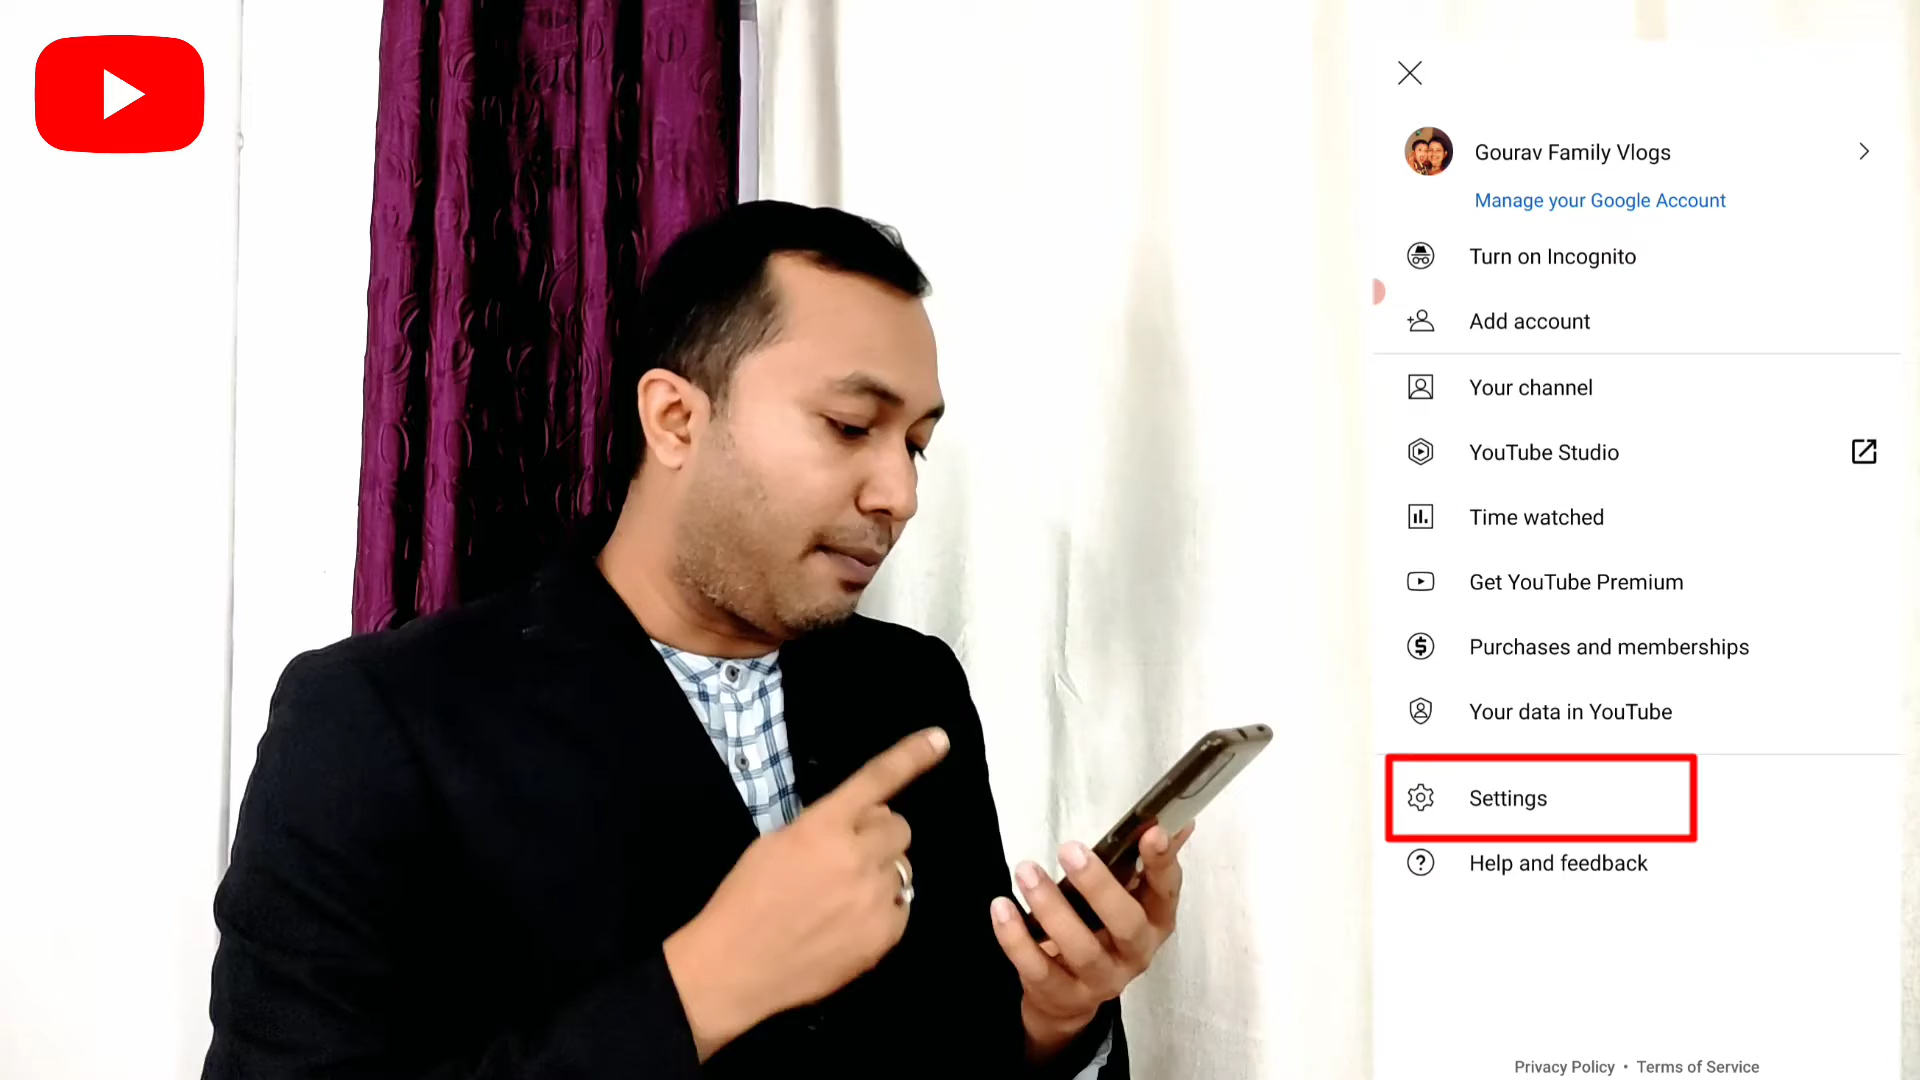 Gourav Family Vlogs
Manage your Google Account
Turn on Incognito
Add account
Your channel
YouTube Studio
Time watched
Get YouTube Premium
Purchases and memberships
Your data in YouTube
Settings
Help and feedback
Privacy Policy • Terms of Service